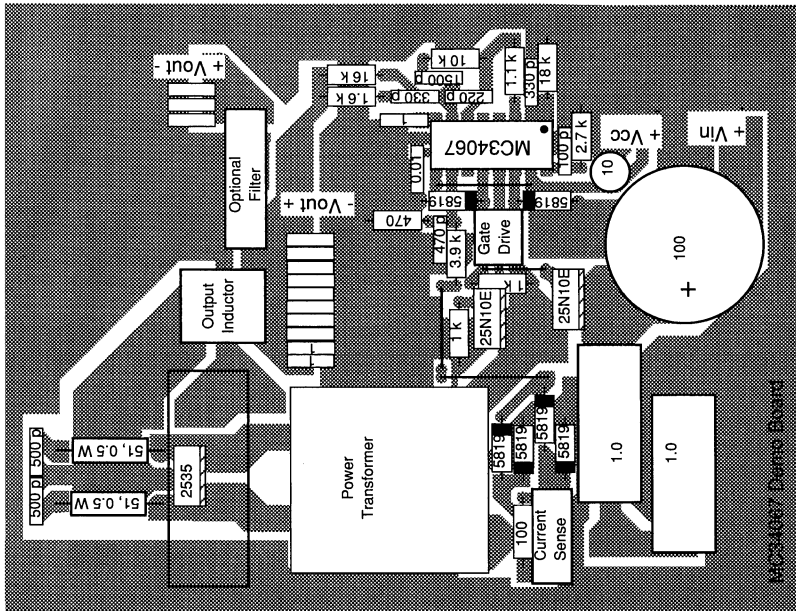 + Vout -
16 k
1.6 k
10 k
1500 p
330 p
220 p
1.1 k
330 p
18 k
1
MC34067
100 p
2.7 k
+ Vcc
+ Vin
Optional
Filter
0.01
10
- Vout +
5819
5819
470
470 p
3.9 k
Gate
Drive
100
+
Output
Inductor
1 k
1 k
25N10E
25N10E
1
1
500 p
500 p
51, 0.5 W
51, 0.5 W
2535
Power
Transformer
5819
5819
5819
5819
100
Current
Sense
1.0
1.0
MC34067 Demo Board